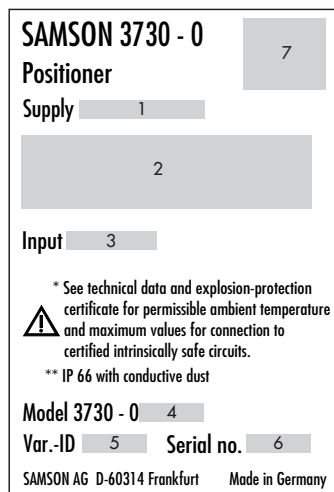 SAMSON 3730 - 0
7
Positioner
Supply 1
2
Input 3
* See technical data and explosion-protection
certificate for permissible ambient temperature
and maximum values for connection to
certified intrinsically safe circuits.
** IP 66 with conductive dust
Model 3730 - 0 4
Var.-ID 5 Serial no. 6
SAMSON AG D-60314 Frankfurt Made in Germany